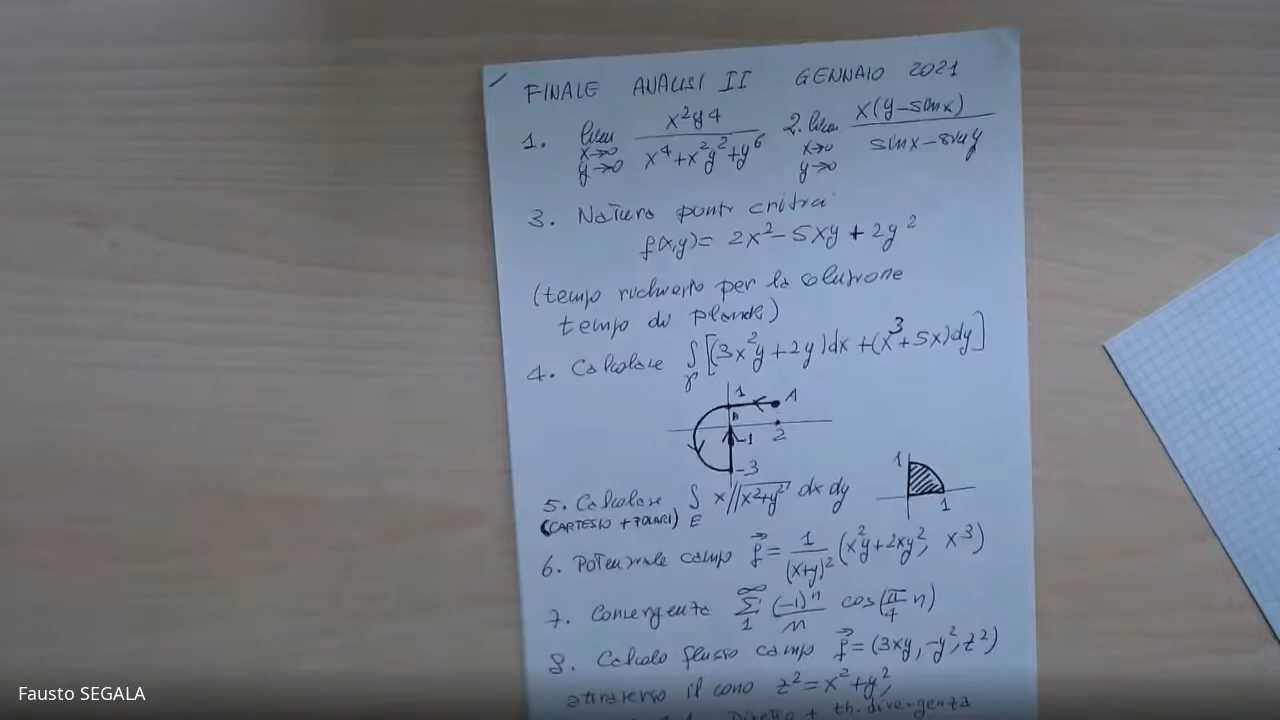 FINALE ANALISI II GENNAIO 2021
1. lim x→0 y→0 x²y4 / x⁴+x²y²+y⁶ 2. lim x→0 y→0 x(y-sinx) / sinx-siny
3. Natura punti critici
f(x,y)= 2x²-5xy+2y²
(tempo richiesto per la soluzione
tempo di Planck)
4. Calcolare ∫γ [(3x²y+2y)dx+(x³+5x)dy]
1 A
B
-1 2
-3
1
5. Calcolare ∫E x/√x²+y² dx dy
1
(CARTESIO + POLARI)
6. Potenziale campo f⃗= 1/(x+y)² (x²y+2xy², x³)
7. Convergenza ∞Σ1 (-1)ⁿ/n cos(π/4 n)
8. Calcolo flusso campo f⃗=(3xy,-y²,z²)
attraverso il cono z²=x²+y²,
Diretto + th. divergenza
Fausto SEGALA